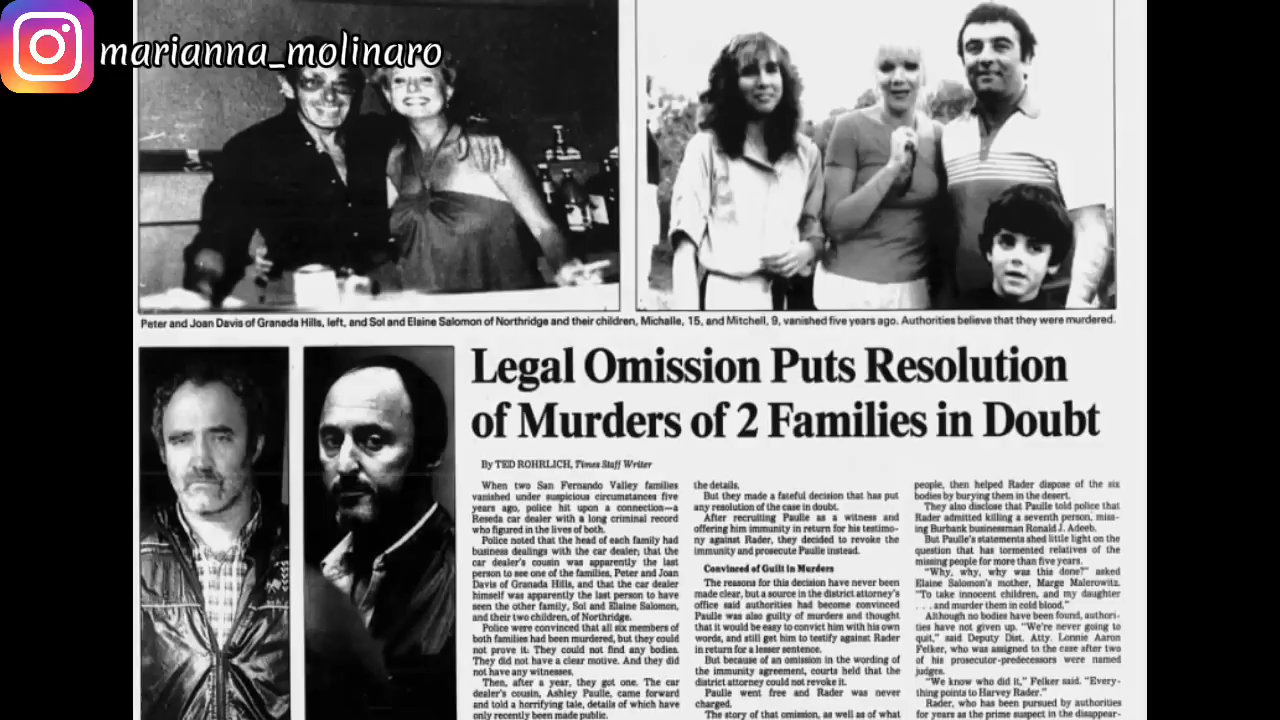 marianna_molinaro
Peter and Joan Davis of Granada Hills, left, and Sol and Elaine Salomon of Northridge and their children, Michalle, 15, and Mitchell, 9, vanished five years ago. Authorities believe that they were murdered.
Legal Omission Puts Resolution
of Murders of 2 Families in Doubt
By TED ROHRLICH, Times Staff Writer
When two San Fernando Valley families
vanished under suspicious circumstances five
years ago, police hit upon a connection—a
Reseda car dealer with a long criminal record
who figured in the lives of both.
Police noted that the head of each family had
business dealings with the car dealer; that the
car dealer's cousin was apparently the last
person to see one of the families, Peter and Joan
Davis of Granada Hills, and that the car dealer
himself was apparently the last person to have
seen the other family, Sol and Elaine Salomon,
and their two children, of Northridge.
Police were convinced that all six members of
both families had been murdered, but they could
not prove it. They could not find any bodies.
They did not have a clear motive. And they did
not have any witnesses.
Then, after a year, they got one. The car
dealer's cousin, Ashley Paulle, came forward
and told a horrifying tale, details of which have
only recently been made public.
the details.
But they made a fateful decision that has put
any resolution of the case in doubt.
After recruiting Paulle as a witness and
offering him immunity in return for his testimo-
ny against Rader, they decided to revoke the
immunity and prosecute Paulle instead.
Convinced of Guilt in Murders
The reasons for this decision have never been
made clear, but a source in the district attorney's
office said authorities had become convinced
Paulle was also guilty of murders and thought
that it would be easy to convict him with his own
words, and still get him to testify against Rader
in return for a lesser sentence.
But because of an omission in the wording of
the immunity agreement, courts held that the
district attorney could not revoke it.
Paulle went free and Rader was never
charged.
The story of that omission, as well as of what
people, then helped Rader dispose of the six
bodies by burying them in the desert.
They also disclose that Paulle told police that
Rader admitted killing a seventh person, miss-
ing Burbank businessman Ronald J. Adeeb.
But Paulle's statements shed little light on the
question that has tormented relatives of the
missing people for more than five years.
"Why, why, why was this done?" asked
Elaine Salomon's mother, Marge Malerowitz.
"To take innocent children, and my daughter
. . . and murder them in cold blood."
Although no bodies have been found, authori-
ties have not given up. "We're never going to
quit," said Deputy Dist. Atty. Lonnie Aaron
Felker, who was assigned to the case after two
of his prosecutor-predecessors were named
judges.
"We know who did it," Felker said. "Every-
thing points to Harvey Rader."
Rader, who has been pursued by authorities
for years as the prime suspect in the disappear-